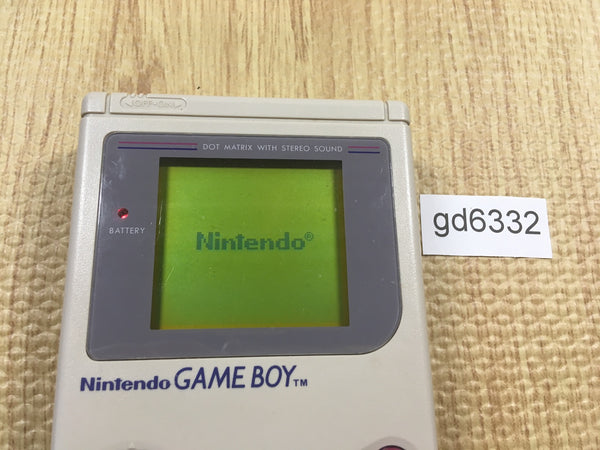 ◁OFF•ON▷
DOT MATRIX WITH STEREO SOUND
BATTERY
Nintendo®
gd6332
Nintendo GAME BOY™